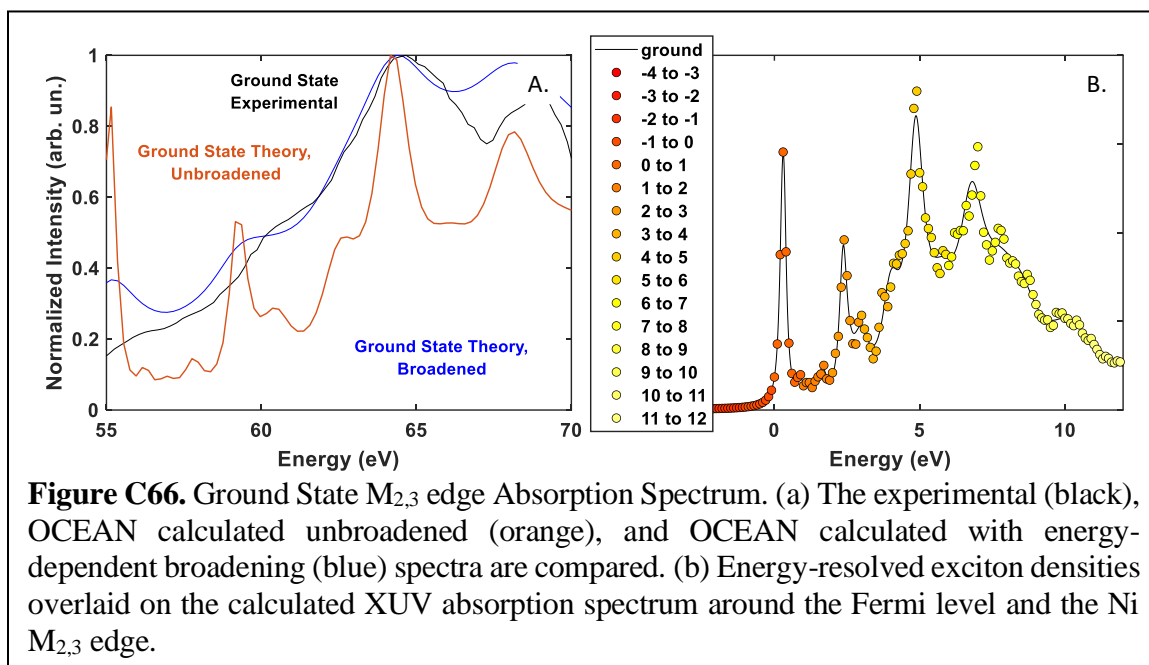 1
0.8
0.6
0.4
0.2
0
Normalized Intensity (arb. un.)
Ground State
Experimental
A.
Ground State Theory,
Unbroadened
Ground State Theory,
Broadened
55
60
65
70
Energy (eV)
ground
-4 to -3
-3 to -2
-2 to -1
-1 to 0
0 to 1
1 to 2
2 to 3
3 to 4
4 to 5
5 to 6
6 to 7
7 to 8
8 to 9
9 to 10
10 to 11
11 to 12
B.
0
5
10
Energy (eV)
Figure C66. Ground State M2,3 edge Absorption Spectrum. (a) The experimental (black),
OCEAN calculated unbroadened (orange), and OCEAN calculated with energy-
dependent broadening (blue) spectra are compared. (b) Energy-resolved exciton densities
overlaid on the calculated XUV absorption spectrum around the Fermi level and the Ni
M2,3 edge.